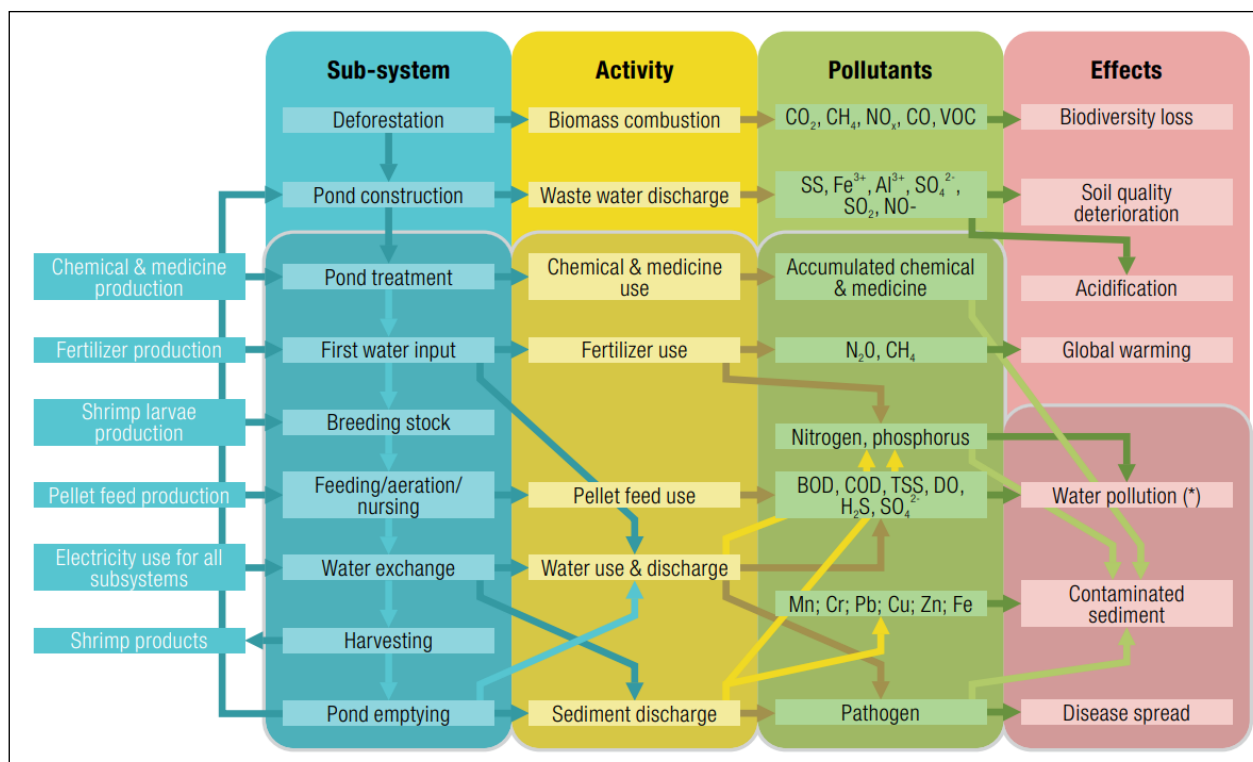 Sub-system
Activity
Pollutants
Effects
Deforestation
Biomass combustion
CO₂, CH₄, NOₓ, CO, VOC
Biodiversity loss
Pond construction
Waste water discharge
SS, Fe³⁺, Al³⁺, SO₄²⁻,
SO₂, NO-
Soil quality
deterioration
Chemical & medicine
production
Pond treatment
Chemical & medicine
use
Accumulated chemical
& medicine
Acidification
Fertilizer production
First water input
Fertilizer use
N₂O, CH₄
Global warming
Shrimp larvae
production
Breeding stock
Nitrogen, phosphorus
Pellet feed production
Feeding/aeration/
nursing
Pellet feed use
BOD, COD, TSS, DO,
H₂S, SO₄²⁻
Water pollution (*)
Electricity use for all
subsystems
Water exchange
Water use & discharge
Mn; Cr; Pb; Cu; Zn; Fe
Contaminated
sediment
Shrimp products
Harvesting
Pond emptying
Sediment discharge
Pathogen
Disease spread